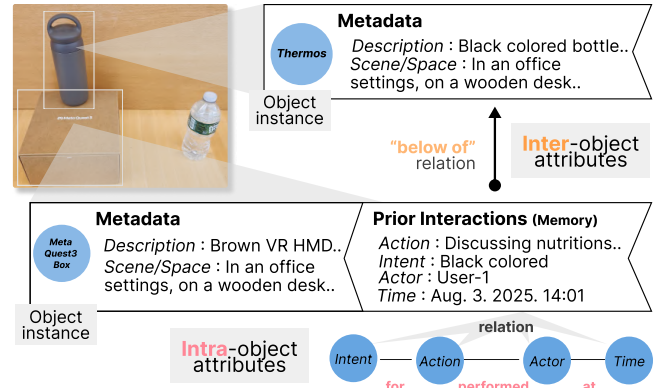 Metadata
Thermos
Description : Black colored bottle..
Scene/Space : In an office
settings, on a wooden desk..
Object
instance
"below of"
relation
Inter-object
attributes
Metadata
Meta
Quest3
Box
Description : Brown VR HMD..
Scene/Space : In an office
settings, on a wooden desk..
Object
instance
Prior Interactions (Memory)
Action : Discussing nutritions..
Intent : Black colored
Actor : User-1
Time : Aug. 3. 2025. 14:01
Intra-object
attributes
relation
Intent
Action
Actor
Time
for
performed
at